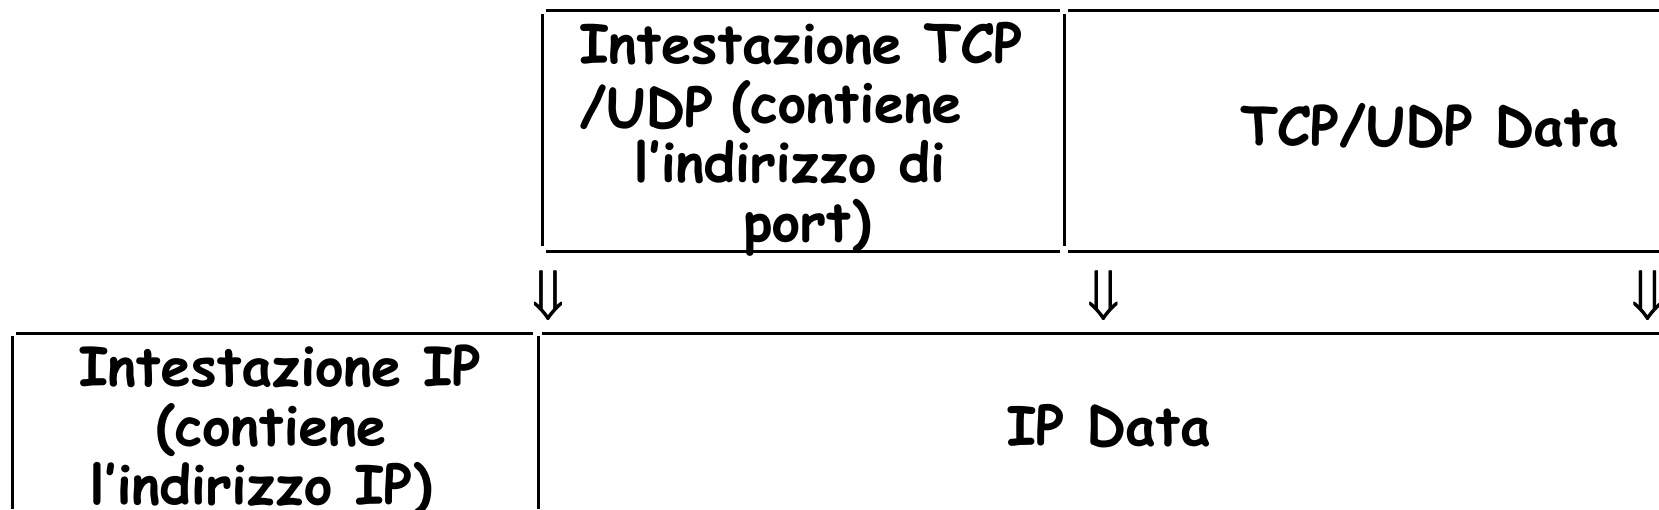 Intestazione TCP
/UDP (contiene
l'indirizzo di
port)
TCP/UDP Data
⇓ ⇓ ⇓
Intestazione IP
(contiene
l'indirizzo IP)
IP Data